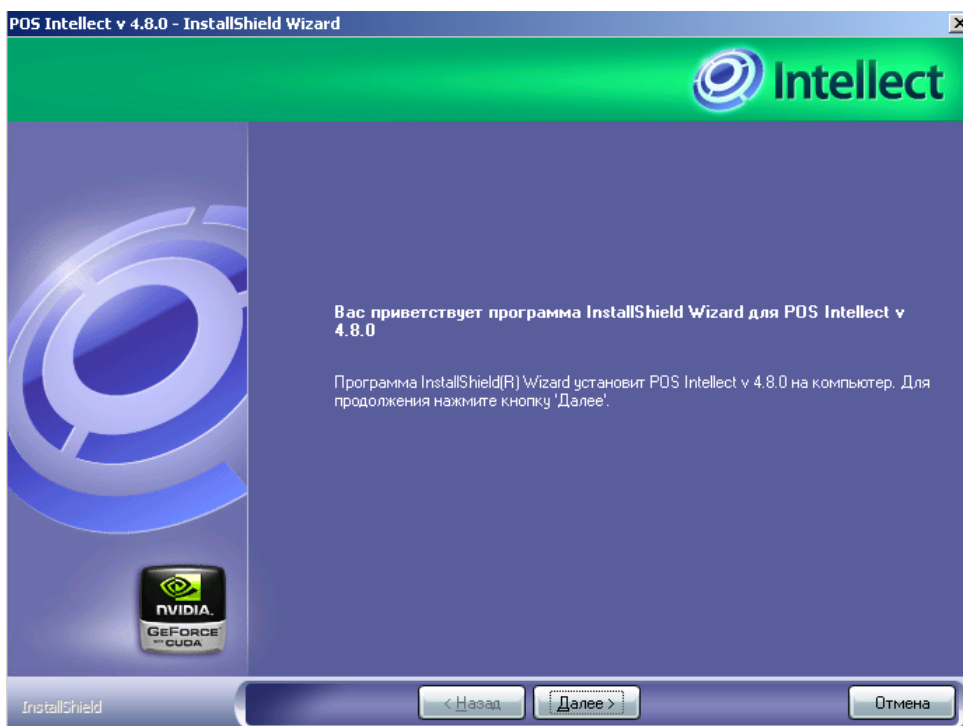 POS Intellect v 4.8.0 - InstallShield Wizard
Intellect
Вас приветствует программа InstallShield Wizard для POS Intellect v
4.8.0
Программа InstallShield(R) Wizard установит POS Intellect v 4.8.0 на компьютер. Для
продолжения нажмите кнопку 'Далее'.
NVIDIA.
GEFORCE
WITH CUDA
InstallShield
< Назад
Далее >
Отмена